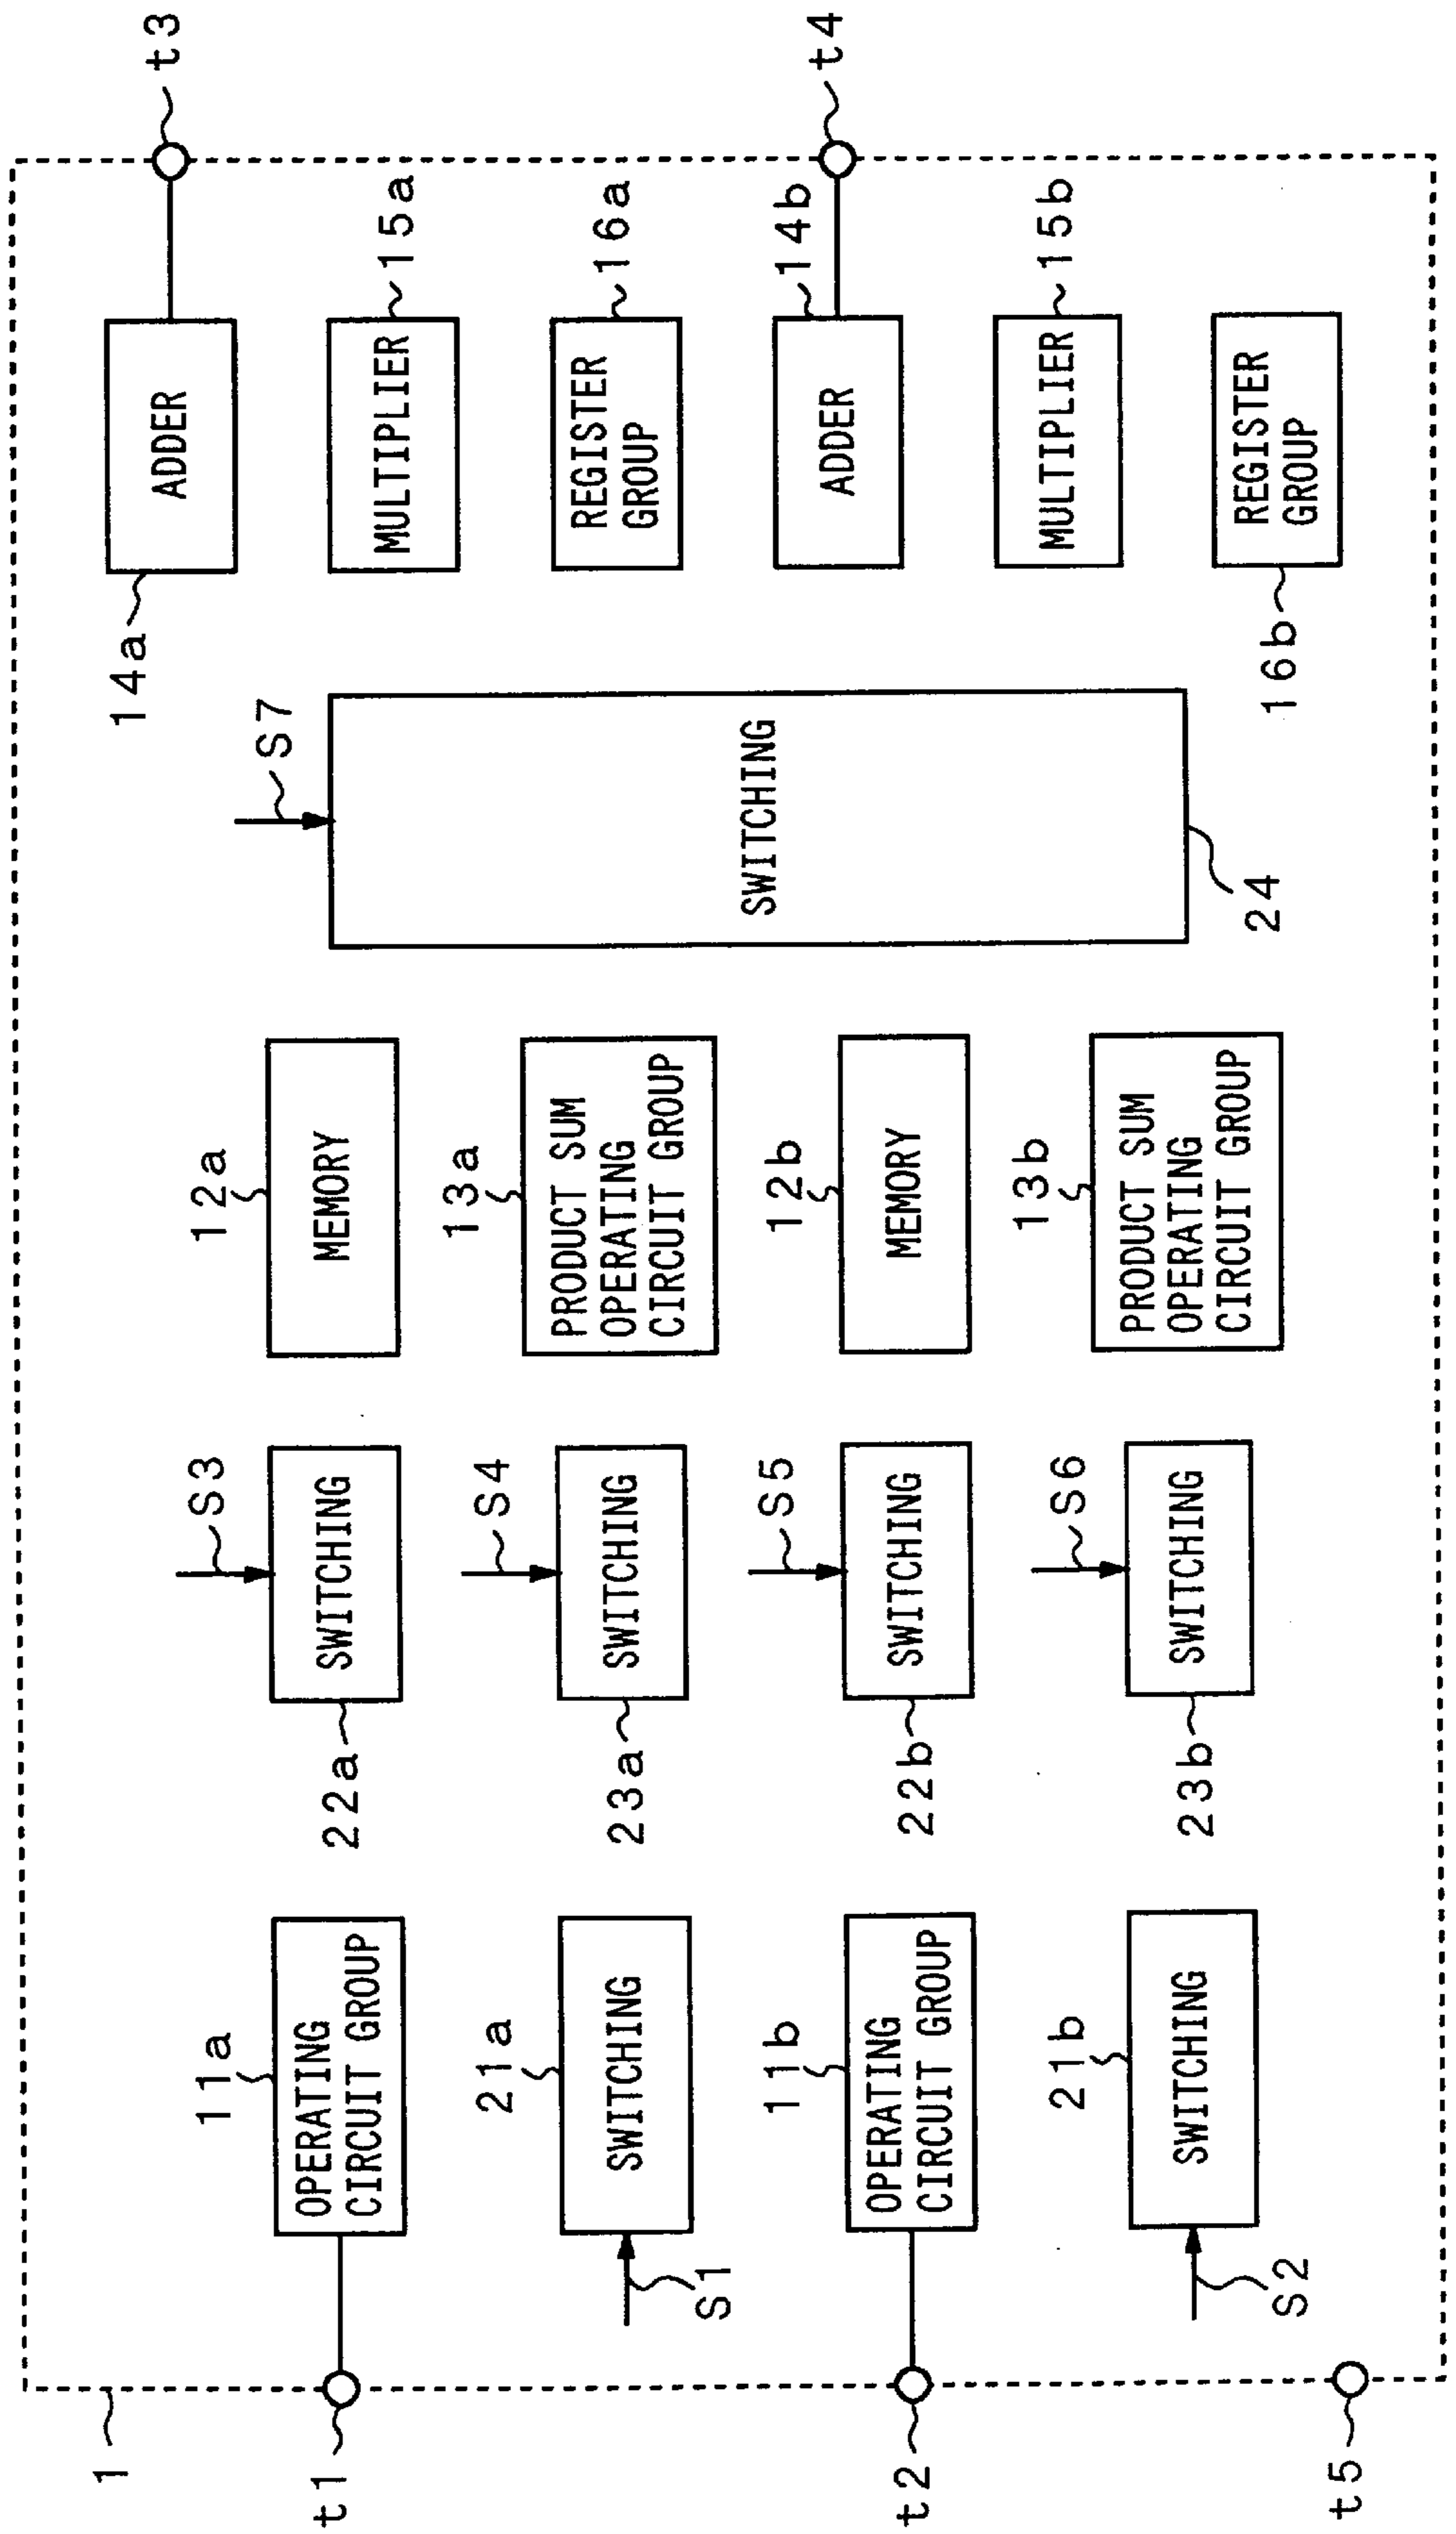 1
t1
t2
t5
11a
OPERATING
CIRCUIT GROUP
21a
SWITCHING
S1
11b
OPERATING
CIRCUIT GROUP
21b
SWITCHING
S2
S3
SWITCHING
22a
S4
SWITCHING
23a
S5
SWITCHING
22b
S6
SWITCHING
23b
12a
MEMORY
13a
PRODUCT SUM
OPERATING
CIRCUIT GROUP
12b
MEMORY
13b
PRODUCT SUM
OPERATING
CIRCUIT GROUP
S7
SWITCHING
24
14a
ADDER
MULTIPLIER
15a
REGISTER
GROUP
16a
ADDER
14b
MULTIPLIER
15b
REGISTER
GROUP
16b
t3
t4